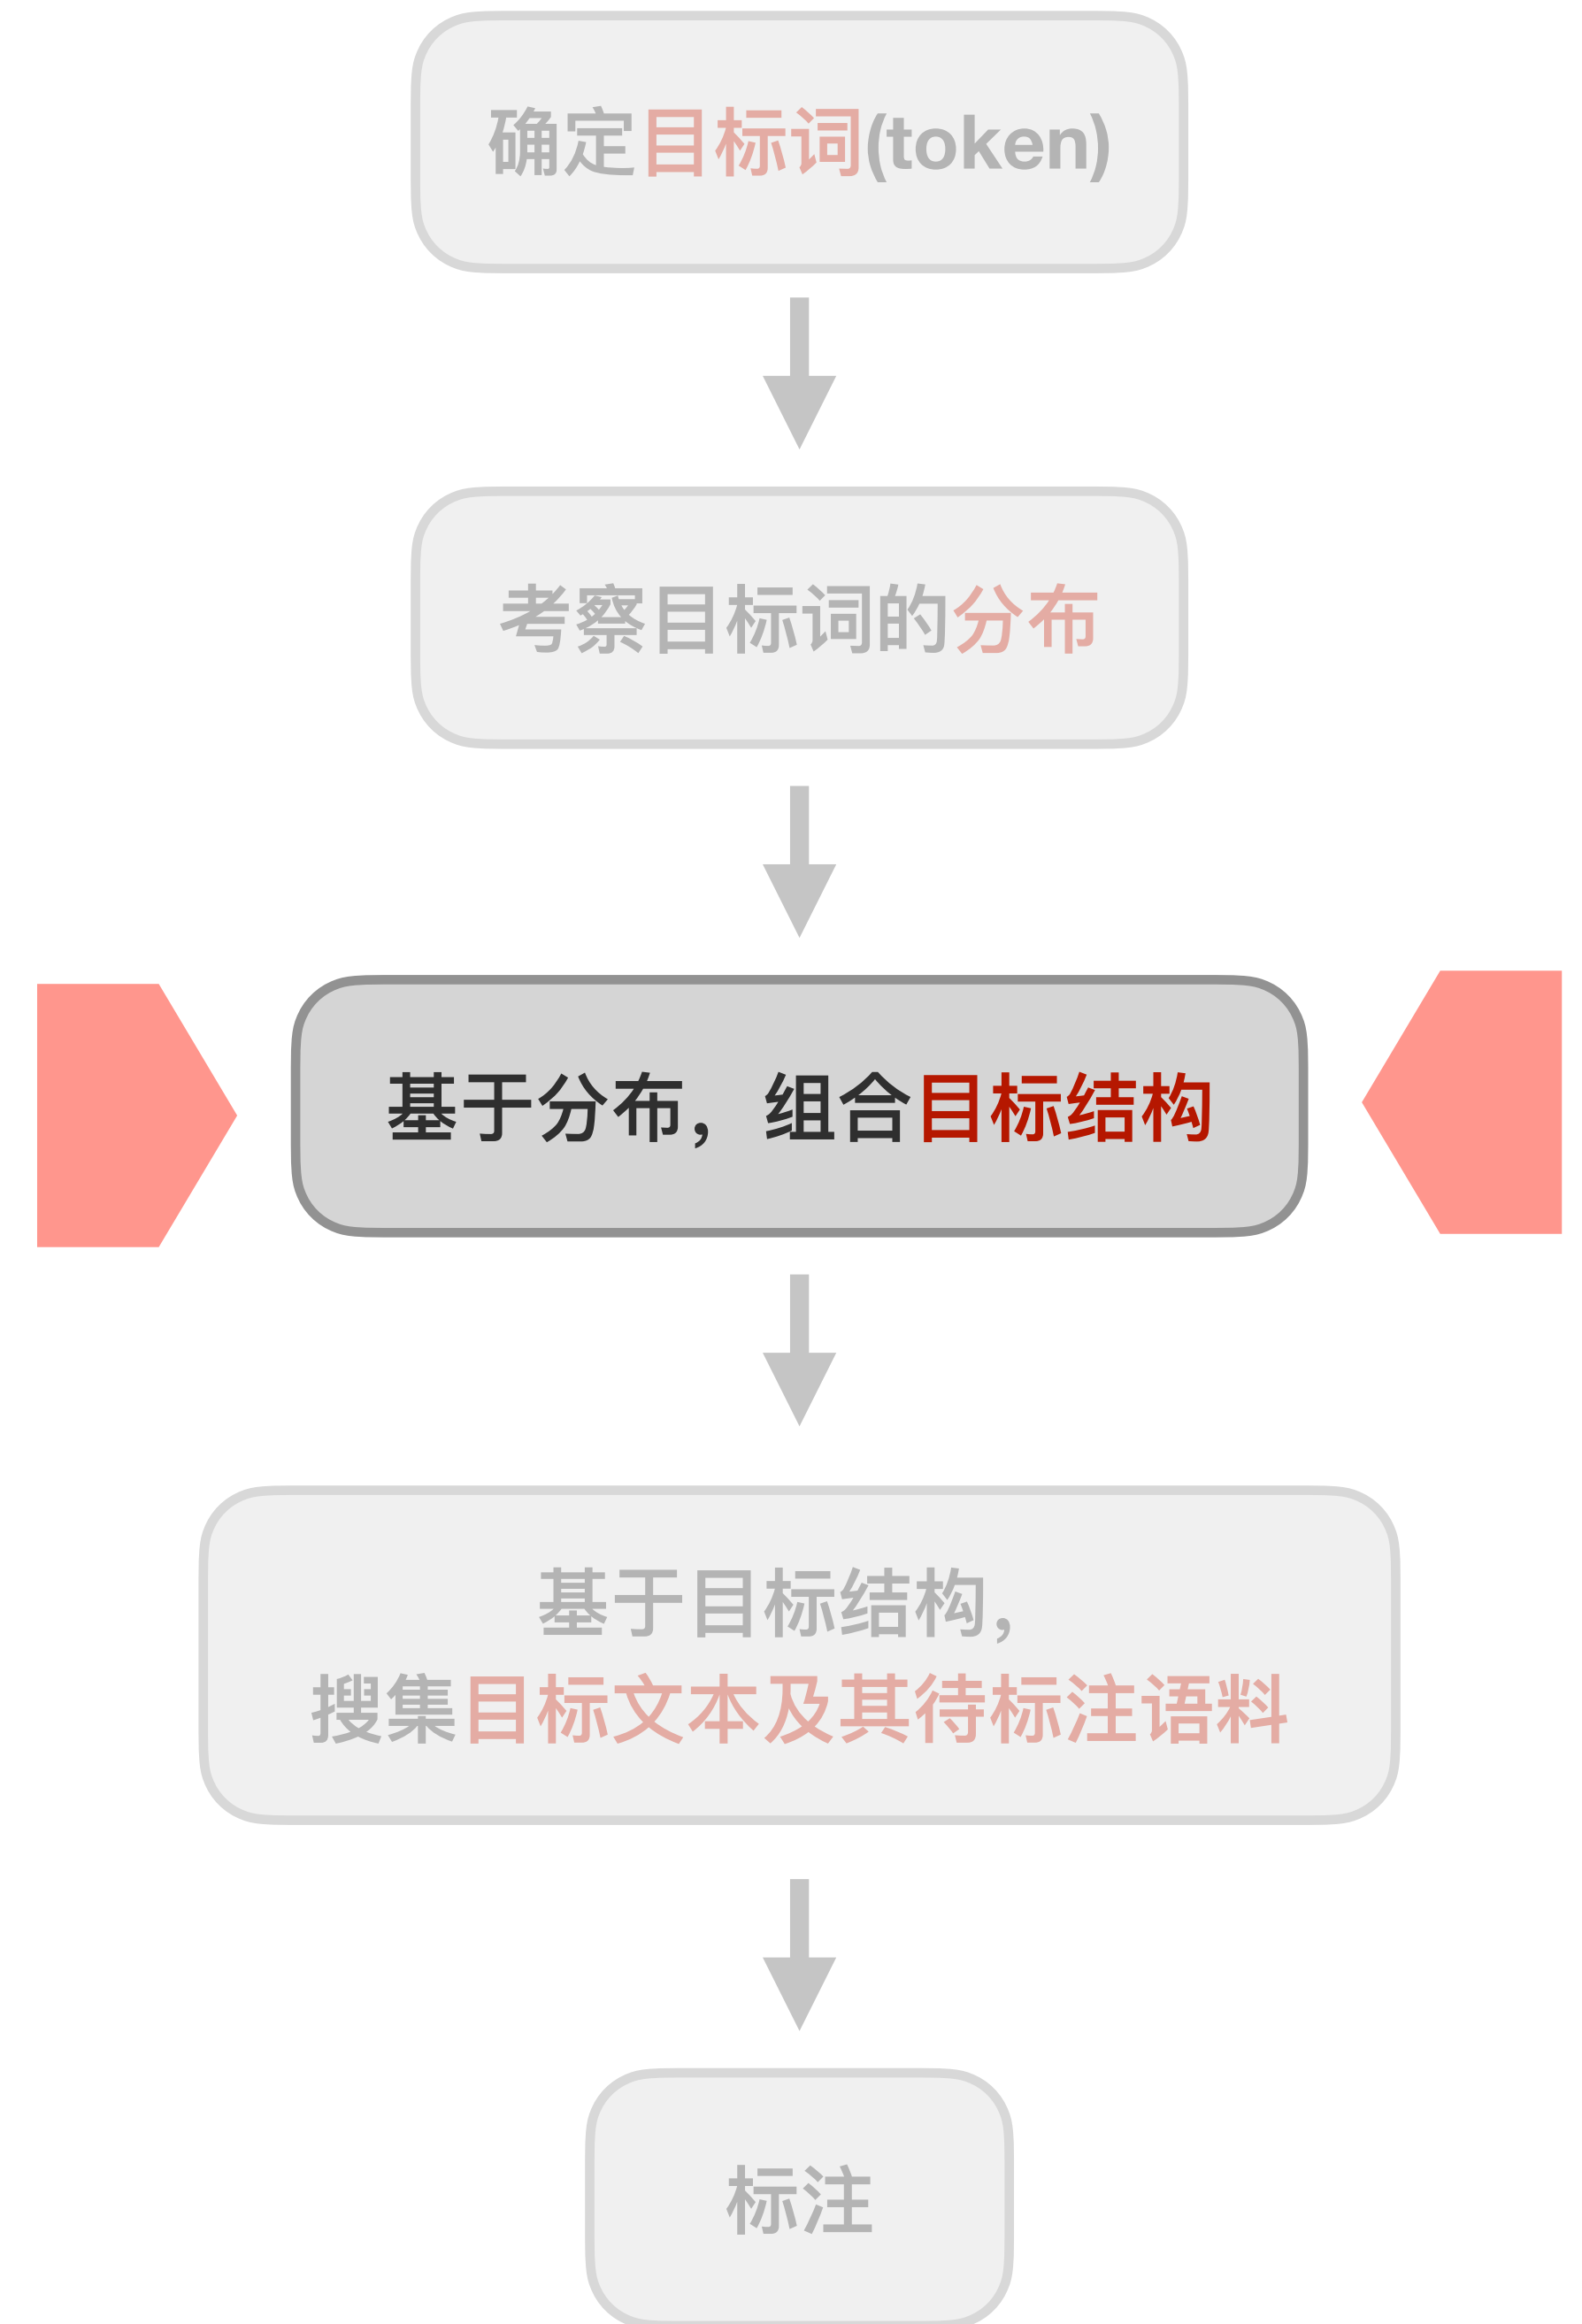 确定目标词(token)
考察目标词的分布
基于分布，组合目标结构
基于目标结构，
搜集目标文本及其待标注语料
标注